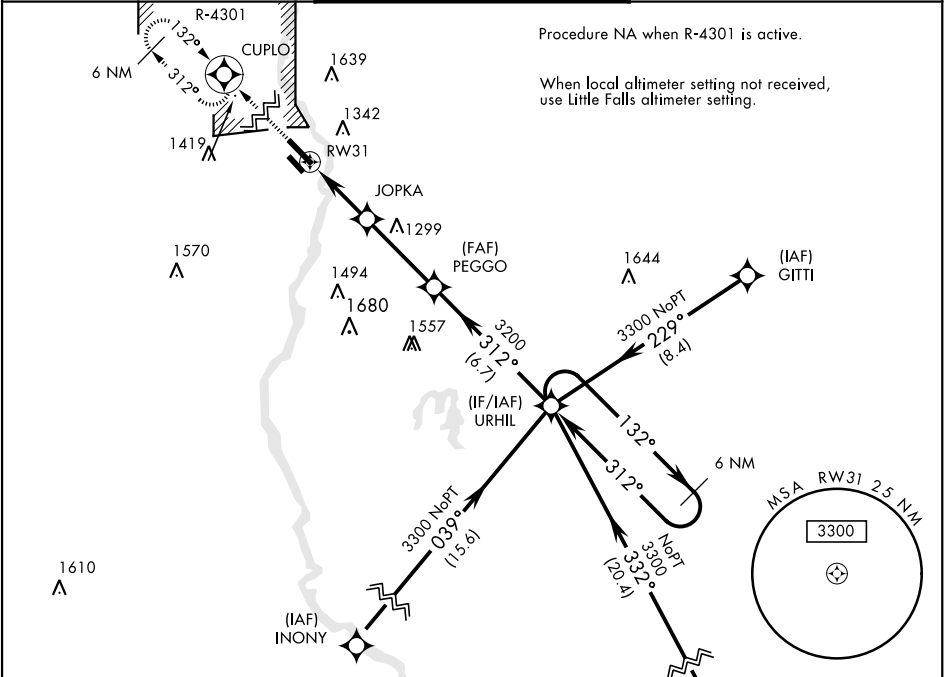 R-4301
Procedure NA when R-4301 is active.
When local altimeter setting not received,
use Little Falls altimeter setting.
132°
CUPLO
6 NM
312°
1639
1342
1419
RW31
JOPKA
1299
1570
(FAF)
PEGGO
1494
1680
1557
1644
(IAF)
GITTI
3300 NoPT
229°
(8.4)
3200
312°
(6.7)
(IF/IAF)
URHIL
132°
312°
6 NM
3300 NoPT
039°
(15.6)
NoPT
3300
332°
(20.4)
MSA RW31 25 NM
3300
1610
(IAF)
INONY